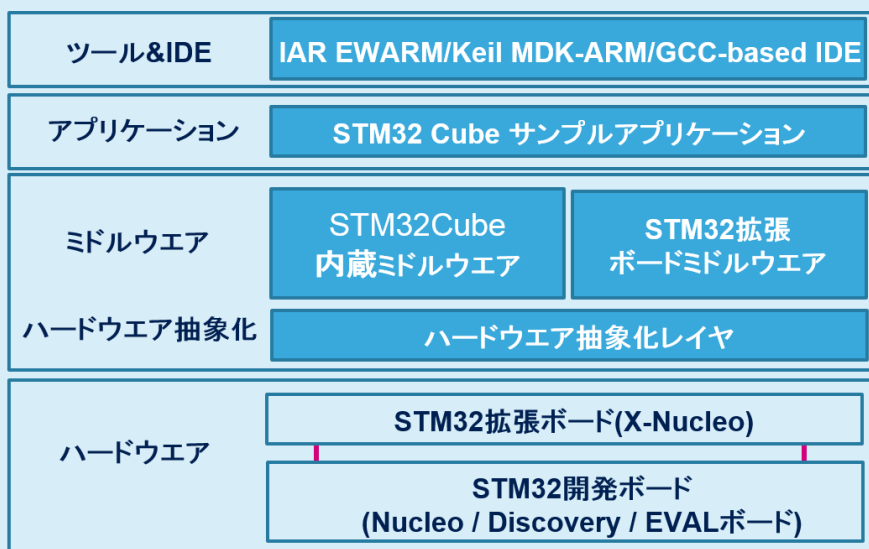 ツール&IDE
IAR EWARM/Keil MDK-ARM/GCC-based IDE
アプリケーション
STM32 Cube サンプルアプリケーション
ミドルウエア
STM32Cube
内蔵ミドルウエア
STM32拡張
ボードミドルウエア
ハードウエア抽象化
ハードウエア抽象化レイヤ
ハードウエア
STM32拡張ボード(X-Nucleo)
STM32開発ボード
(Nucleo / Discovery / EVALボード)